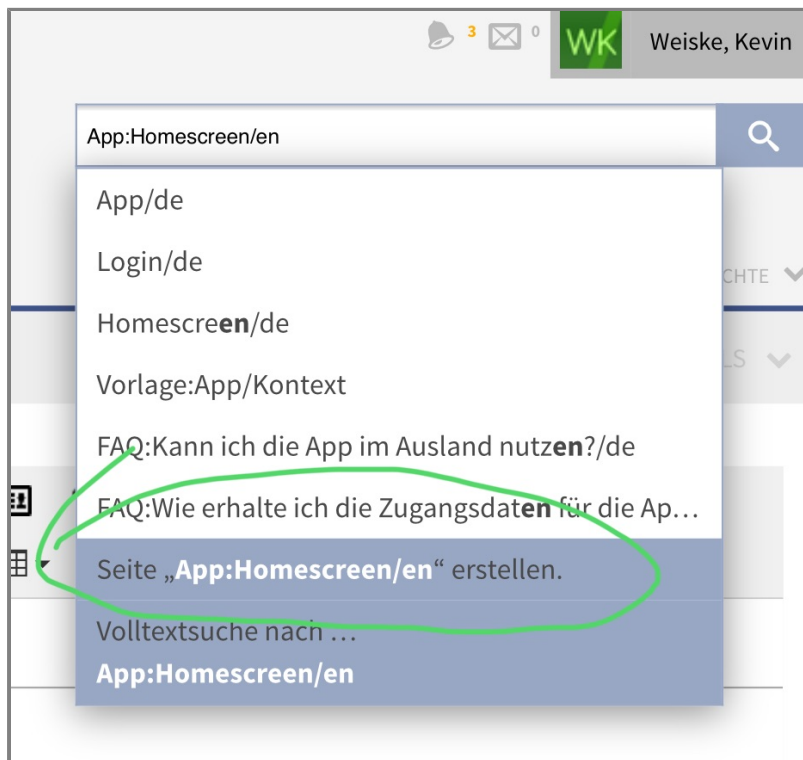 3 0 WK Weiske, Kevin
App:Homescreen/en
App/de
Login/de
CHTE
Homescreen/de
LS
Vorlage:App/Kontext
FAQ:Kann ich die App im Ausland nutzen?/de
FAQ:Wie erhalte ich die Zugangsdaten für die Ap…
Seite „App:Homescreen/en“ erstellen.
Volltextsuche nach …
App:Homescreen/en